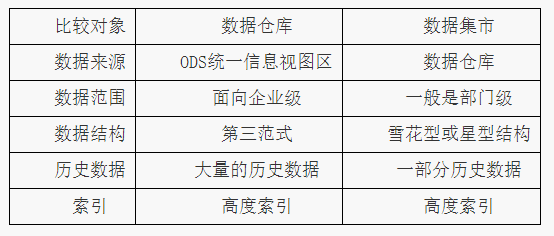 比较对象 数据仓库 数据集市
数据来源 ODS统一信息视图区 数据仓库
数据范围 面向企业级 一般是部门级
数据结构 第三范式 雪花型或星型结构
历史数据 大量的历史数据 一部分历史数据
索引 高度索引 高度索引